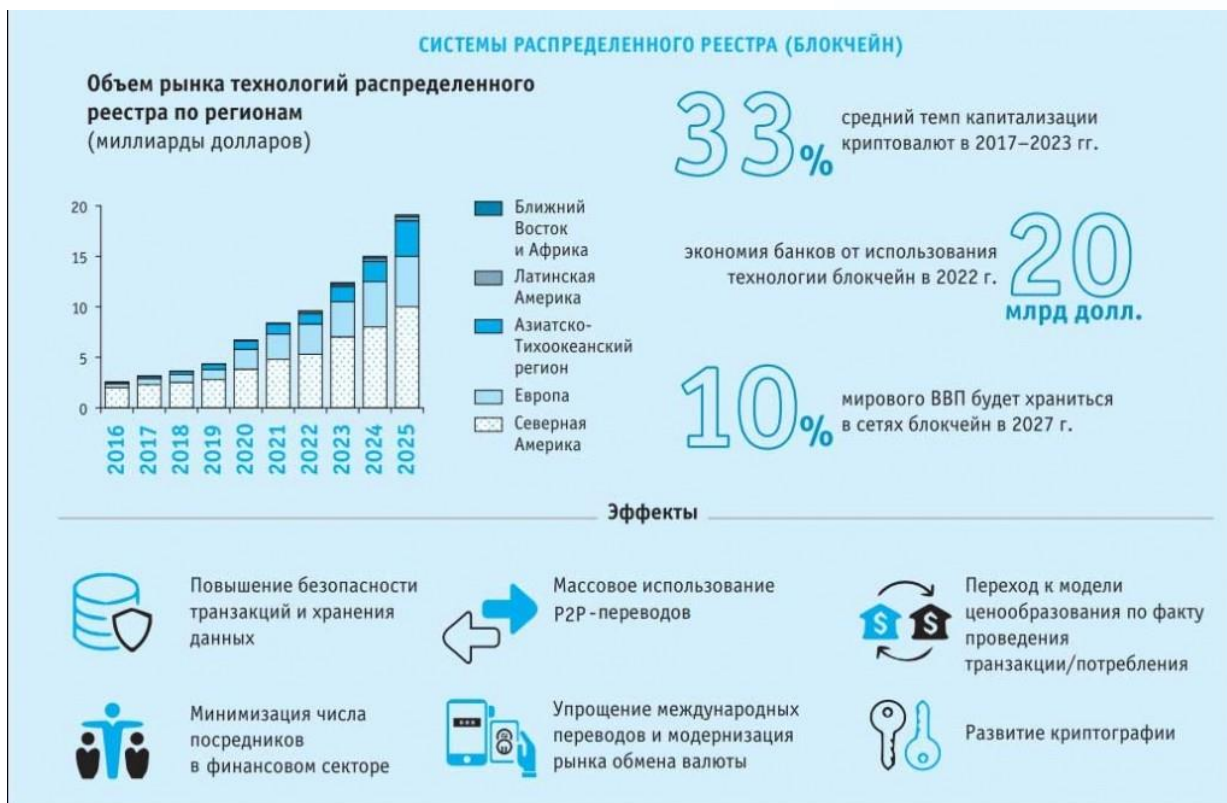 СИСТЕМЫ РАСПРЕДЕЛЕННОГО РЕЕСТРА (БЛОКЧЕЙН)
Объем рынка технологий распределенного
реестра по регионам
(миллиарды долларов)
20
15
10
5
0
2016
2017
2018
2019
2020
2021
2022
2023
2024
2025
Ближний
Восток
и Африка
Латинская
Америка
Азиатско-
Тихоокеанский
регион
Европа
Северная
Америка
33%
средний темп капитализации
криптовалют в 2017–2023 гг.
экономия банков от использования
технологии блокчейн в 2022 г.
20
млрд долл.
10%
мирового ВВП будет храниться
в сетях блокчейн в 2027 г.
Эффекты
Повышение безопасности
транзакций и хранения
данных
Массовое использование
P2P-переводов
$ $
Переход к модели
ценообразования по факту
проведения
транзакции/потребления
Минимизация числа
посредников
в финансовом секторе
Упрощение международных
переводов и модернизация
рынка обмена валюты
Развитие криптографии